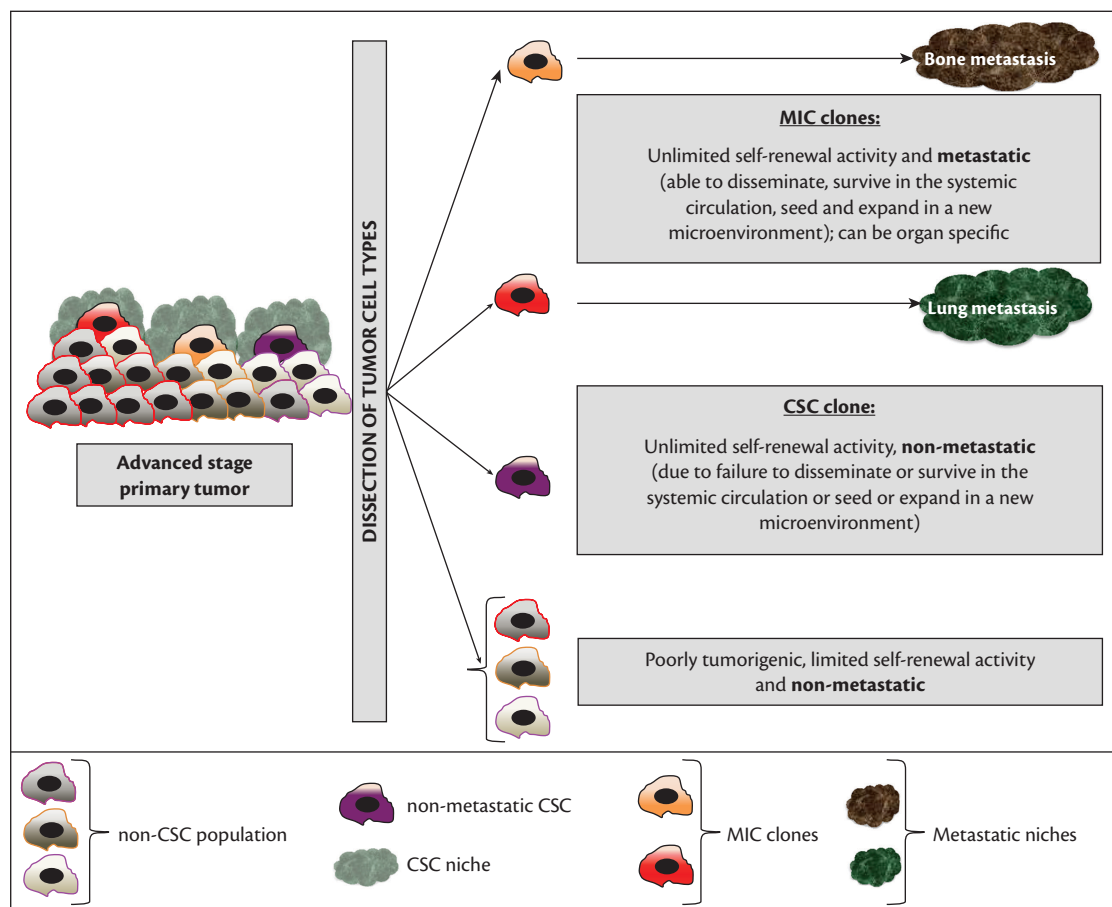 Bone metastasis
MIC clones:
Unlimited self-renewal activity and metastatic
(able to disseminate, survive in the systemic
circulation, seed and expand in a new
microenvironment); can be organ specific
DISSECTION OF TUMOR CELL TYPES
Lung metastasis
Advanced stage
primary tumor
CSC clone:
Unlimited self-renewal activity, non-metastatic
(due to failure to disseminate or survive in the
systemic circulation or seed or expand in a new
microenvironment)
Poorly tumorigenic, limited self-renewal activity
and non-metastatic
non-CSC population
non-metastatic CSC
CSC niche
MIC clones
Metastatic niches